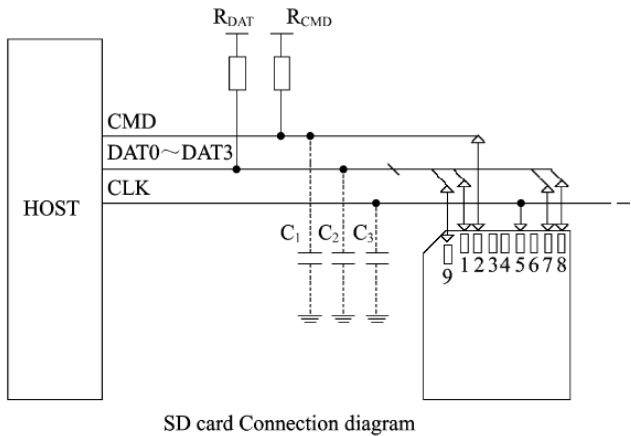 R_DAT R_CMD
CMD
DAT0～DAT3
CLK
HOST
C₁ C₂ C₃
9 1 2 3 4 5 6 7 8
SD card Connection diagram